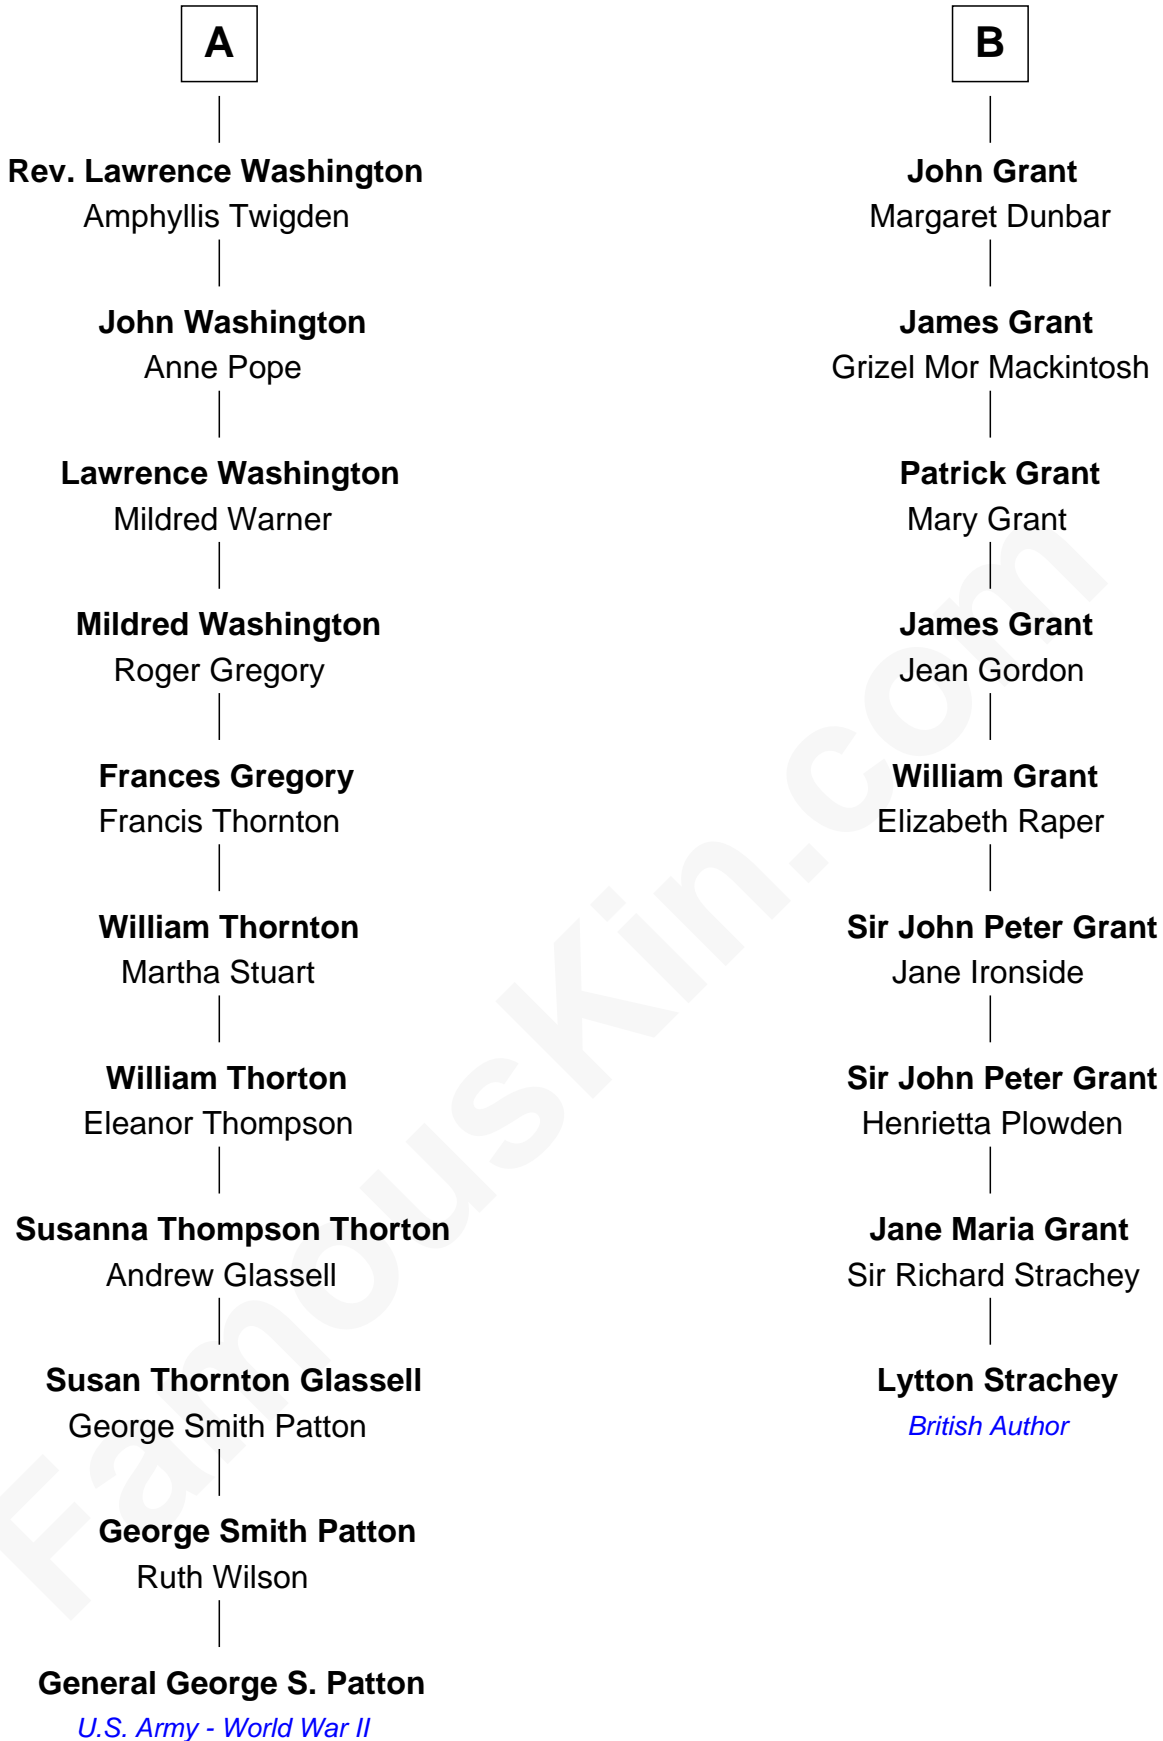 A
Rev. Lawrence Washington
Amphyllis Twigden
John Washington
Anne Pope
Lawrence Washington
Mildred Warner
Mildred Washington
Roger Gregory
Frances Gregory
Francis Thornton
William Thornton
Martha Stuart
William Thorton
Eleanor Thompson
Susanna Thompson Thorton
Andrew Glassell
Susan Thornton Glassell
George Smith Patton
George Smith Patton
Ruth Wilson
General George S. Patton
U.S. Army - World War II
B
John Grant
Margaret Dunbar
James Grant
Grizel Mor Mackintosh
Patrick Grant
Mary Grant
James Grant
Jean Gordon
William Grant
Elizabeth Raper
Sir John Peter Grant
Jane Ironside
Sir John Peter Grant
Henrietta Plowden
Jane Maria Grant
Sir Richard Strachey
Lytton Strachey
British Author
FamousKin.com